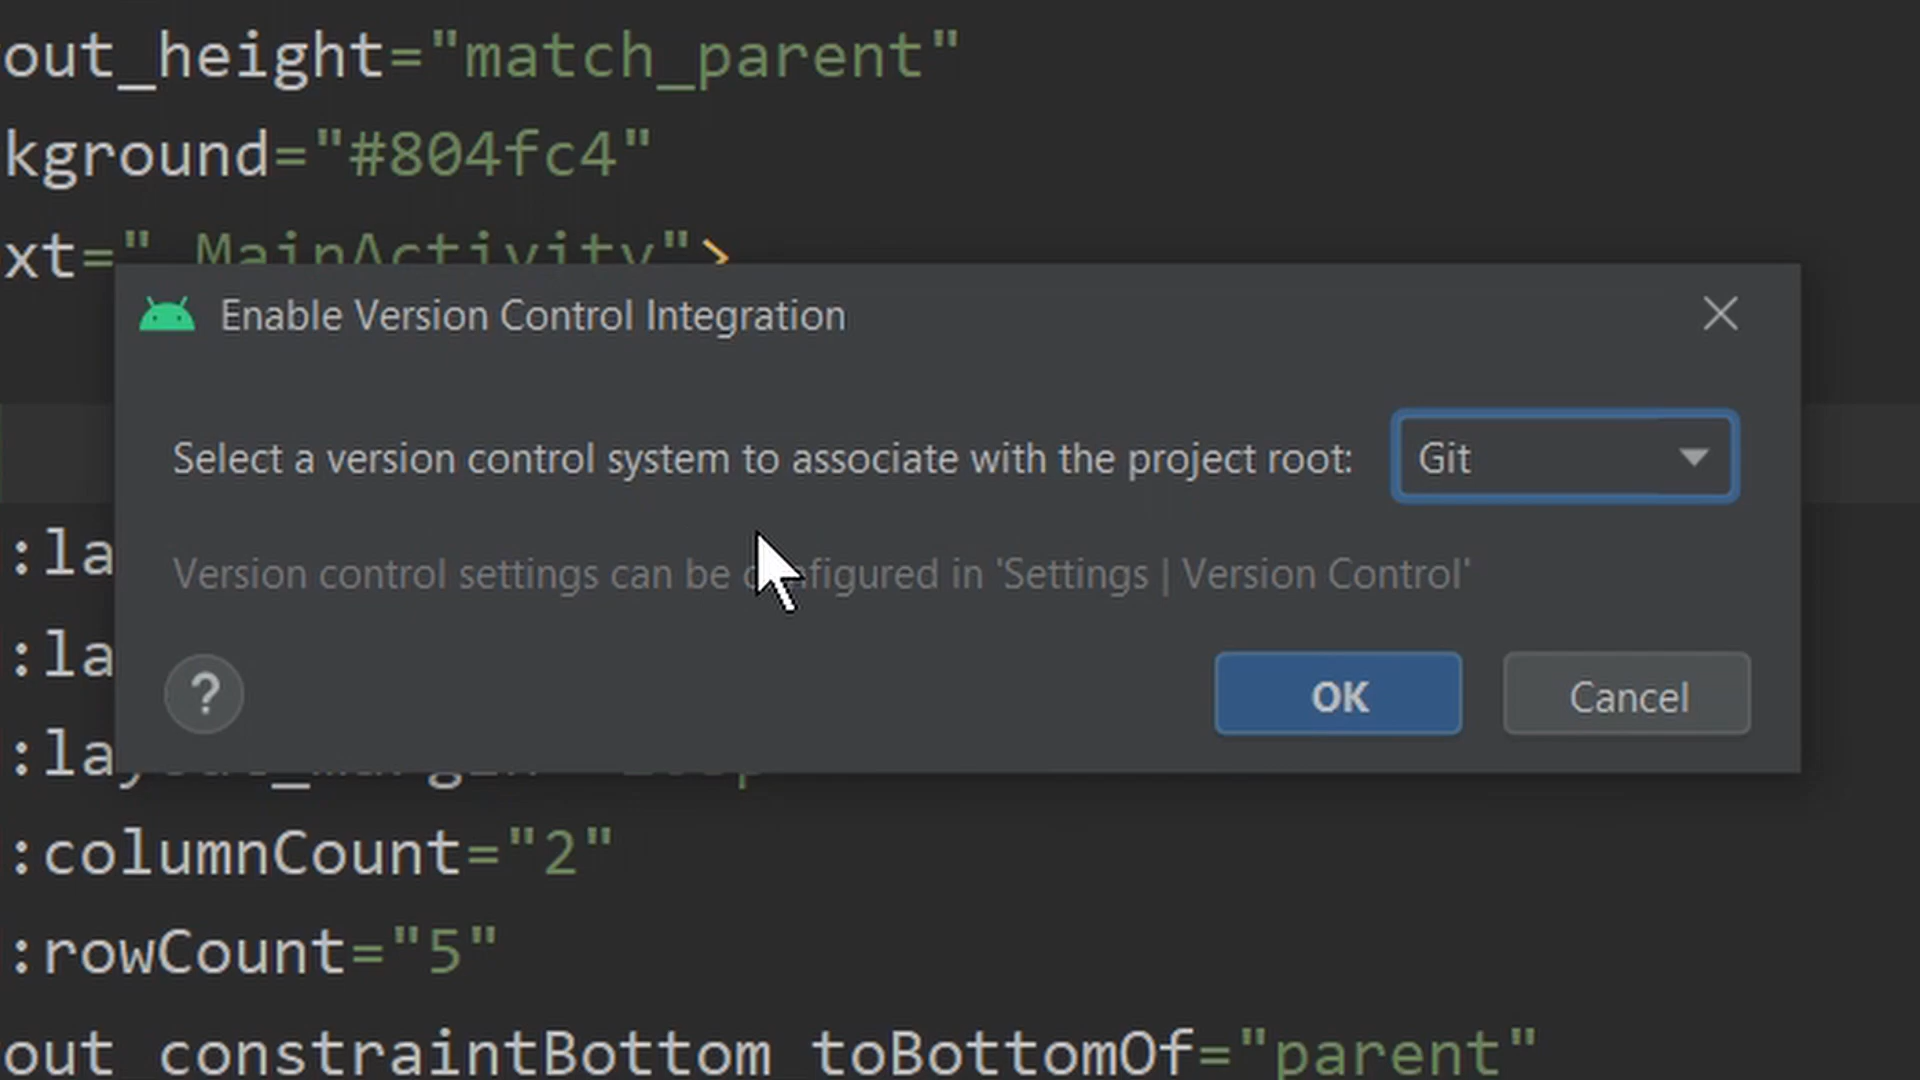 out_height="match_parent"
kground="#804fc4"
xt=".MainActivity">
Enable Version Control Integration
Select a version control system to associate with the project root: Git
Version control settings can be configured in 'Settings | Version Control'
:la
:la
?
OK
Cancel
:layout_margin
:columnCount="2"
:rowCount="5"
out_constraintBottom_toBottomOf="parent"